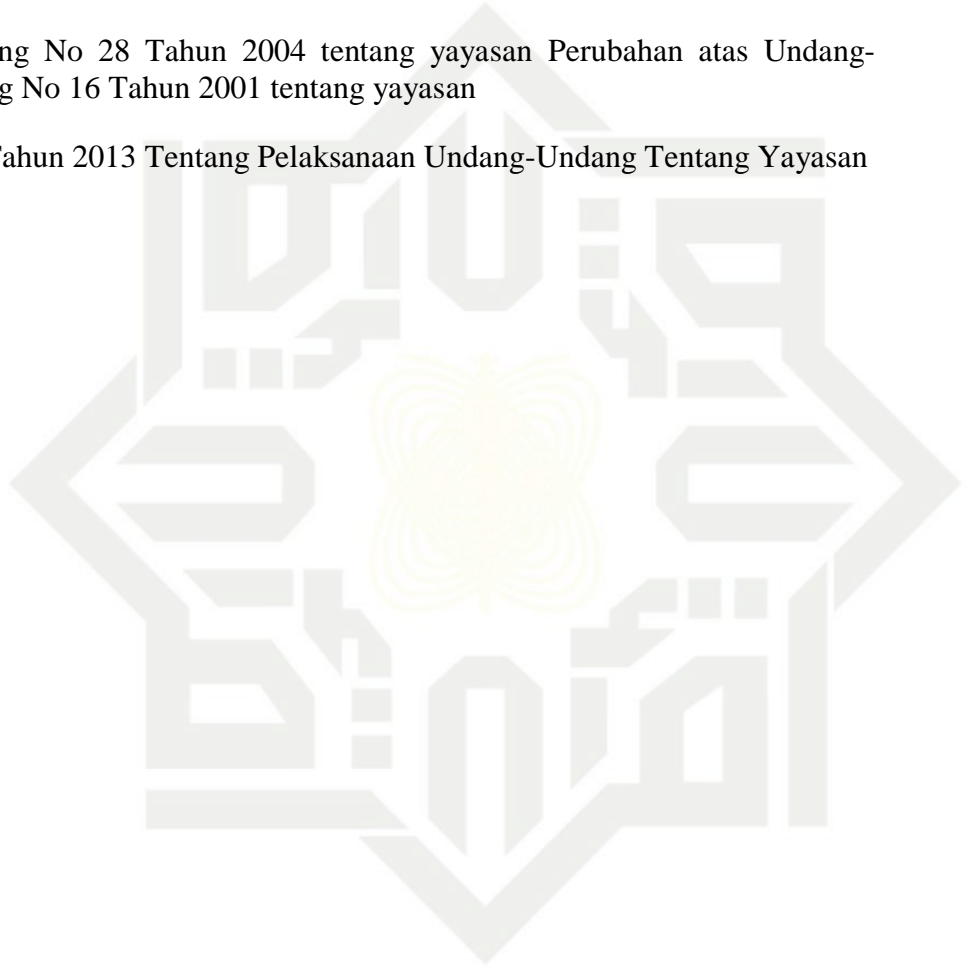 ng No 28 Tahun 2004 tentang yayasan Perubahan atas Undang-
g No 16 Tahun 2001 tentang yayasan
Tahun 2013 Tentang Pelaksanaan Undang-Undang Tentang Yayasan